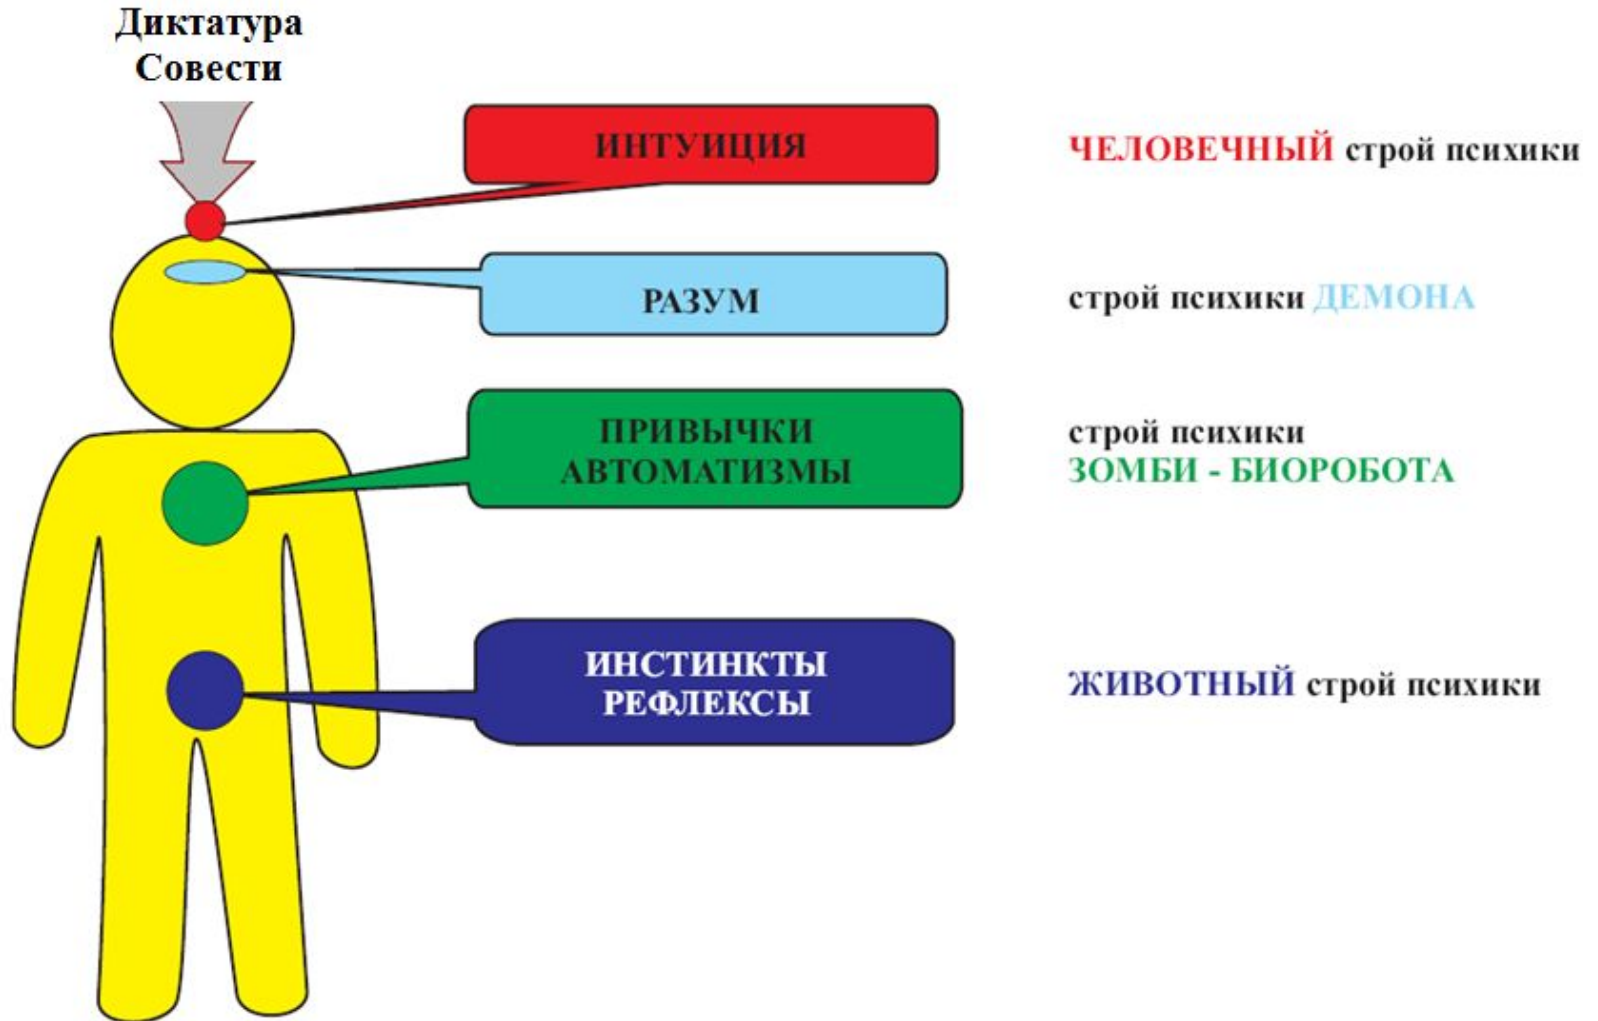 Диктатура
Совести
ИНТУИЦИЯ
ЧЕЛОВЕЧНЫЙ строй психики
РАЗУМ
строй психики ДЕМОНА
ПРИВЫЧКИ
АВТОМАТИЗМЫ
строй психики
ЗОМБИ - БИОРОБОТА
ИНСТИНКТЫ
РЕФЛЕКСЫ
ЖИВОТНЫЙ строй психики